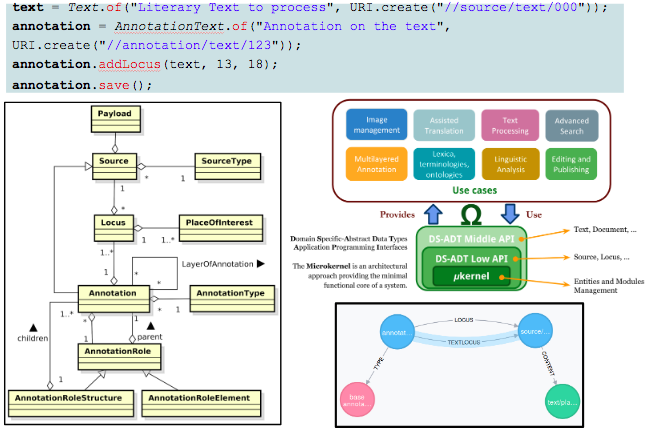 text = Text.of("Literary Text to process", URI.create("//source/text/000"));
annotation = AnnotationText.of("Annotation on the text",
URI.create("//annotation/text/123"));
annotation.addLocus(text, 13, 18);
annotation.save();
Payload
Source
SourceType
1
*
1
*
Locus
PlaceOfInterest
1
*
1..*
1..*
LayerOfAnnotation ▶
*
Annotation
AnnotationType
1
*
*
1
1..*
*
*
children
parent
1
1
AnnotationRole
1
AnnotationRoleStructure
AnnotationRoleElement
Image
management
Assisted
Translation
Text
Processing
Advanced
Search
Multilayered
Annotation
Lexica,
terminologies,
ontologies
Linguistic
Analysis
Editing and
Publishing
Use cases
Provides
Ω
Use
Domain Specific-Abstract Data Types
Application Programming Interfaces
The Microkernel is an architectural
approach providing the minimal
functional core of a system.
DS-ADT Middle API
DS-ADT Low API
μkernel
Text, Document, ...
Source, Locus, ...
Entities and Modules
Management
annotat...
LOCUS
TEXTLOCUS
source/...
TYPE
CONTENT
base
annota...
text/pla...